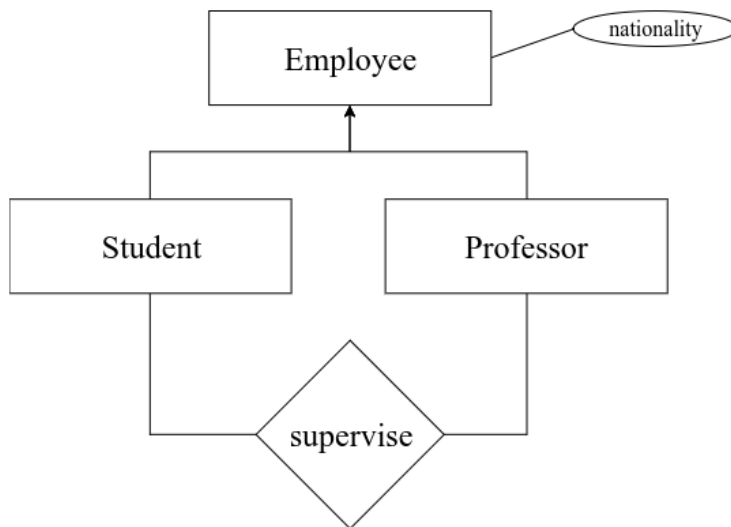 Employee
nationality
Student
Professor
supervise